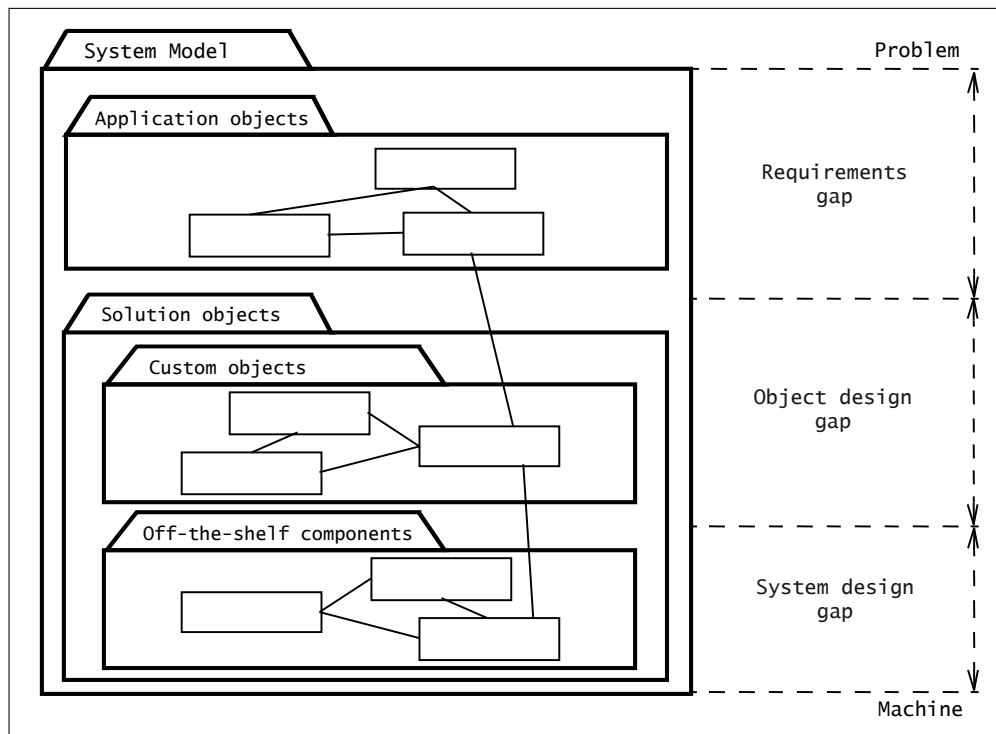 System Model
Problem
Application objects
Requirements
gap
Solution objects
Custom objects
Object design
gap
Off-the-shelf components
System design
gap
Machine